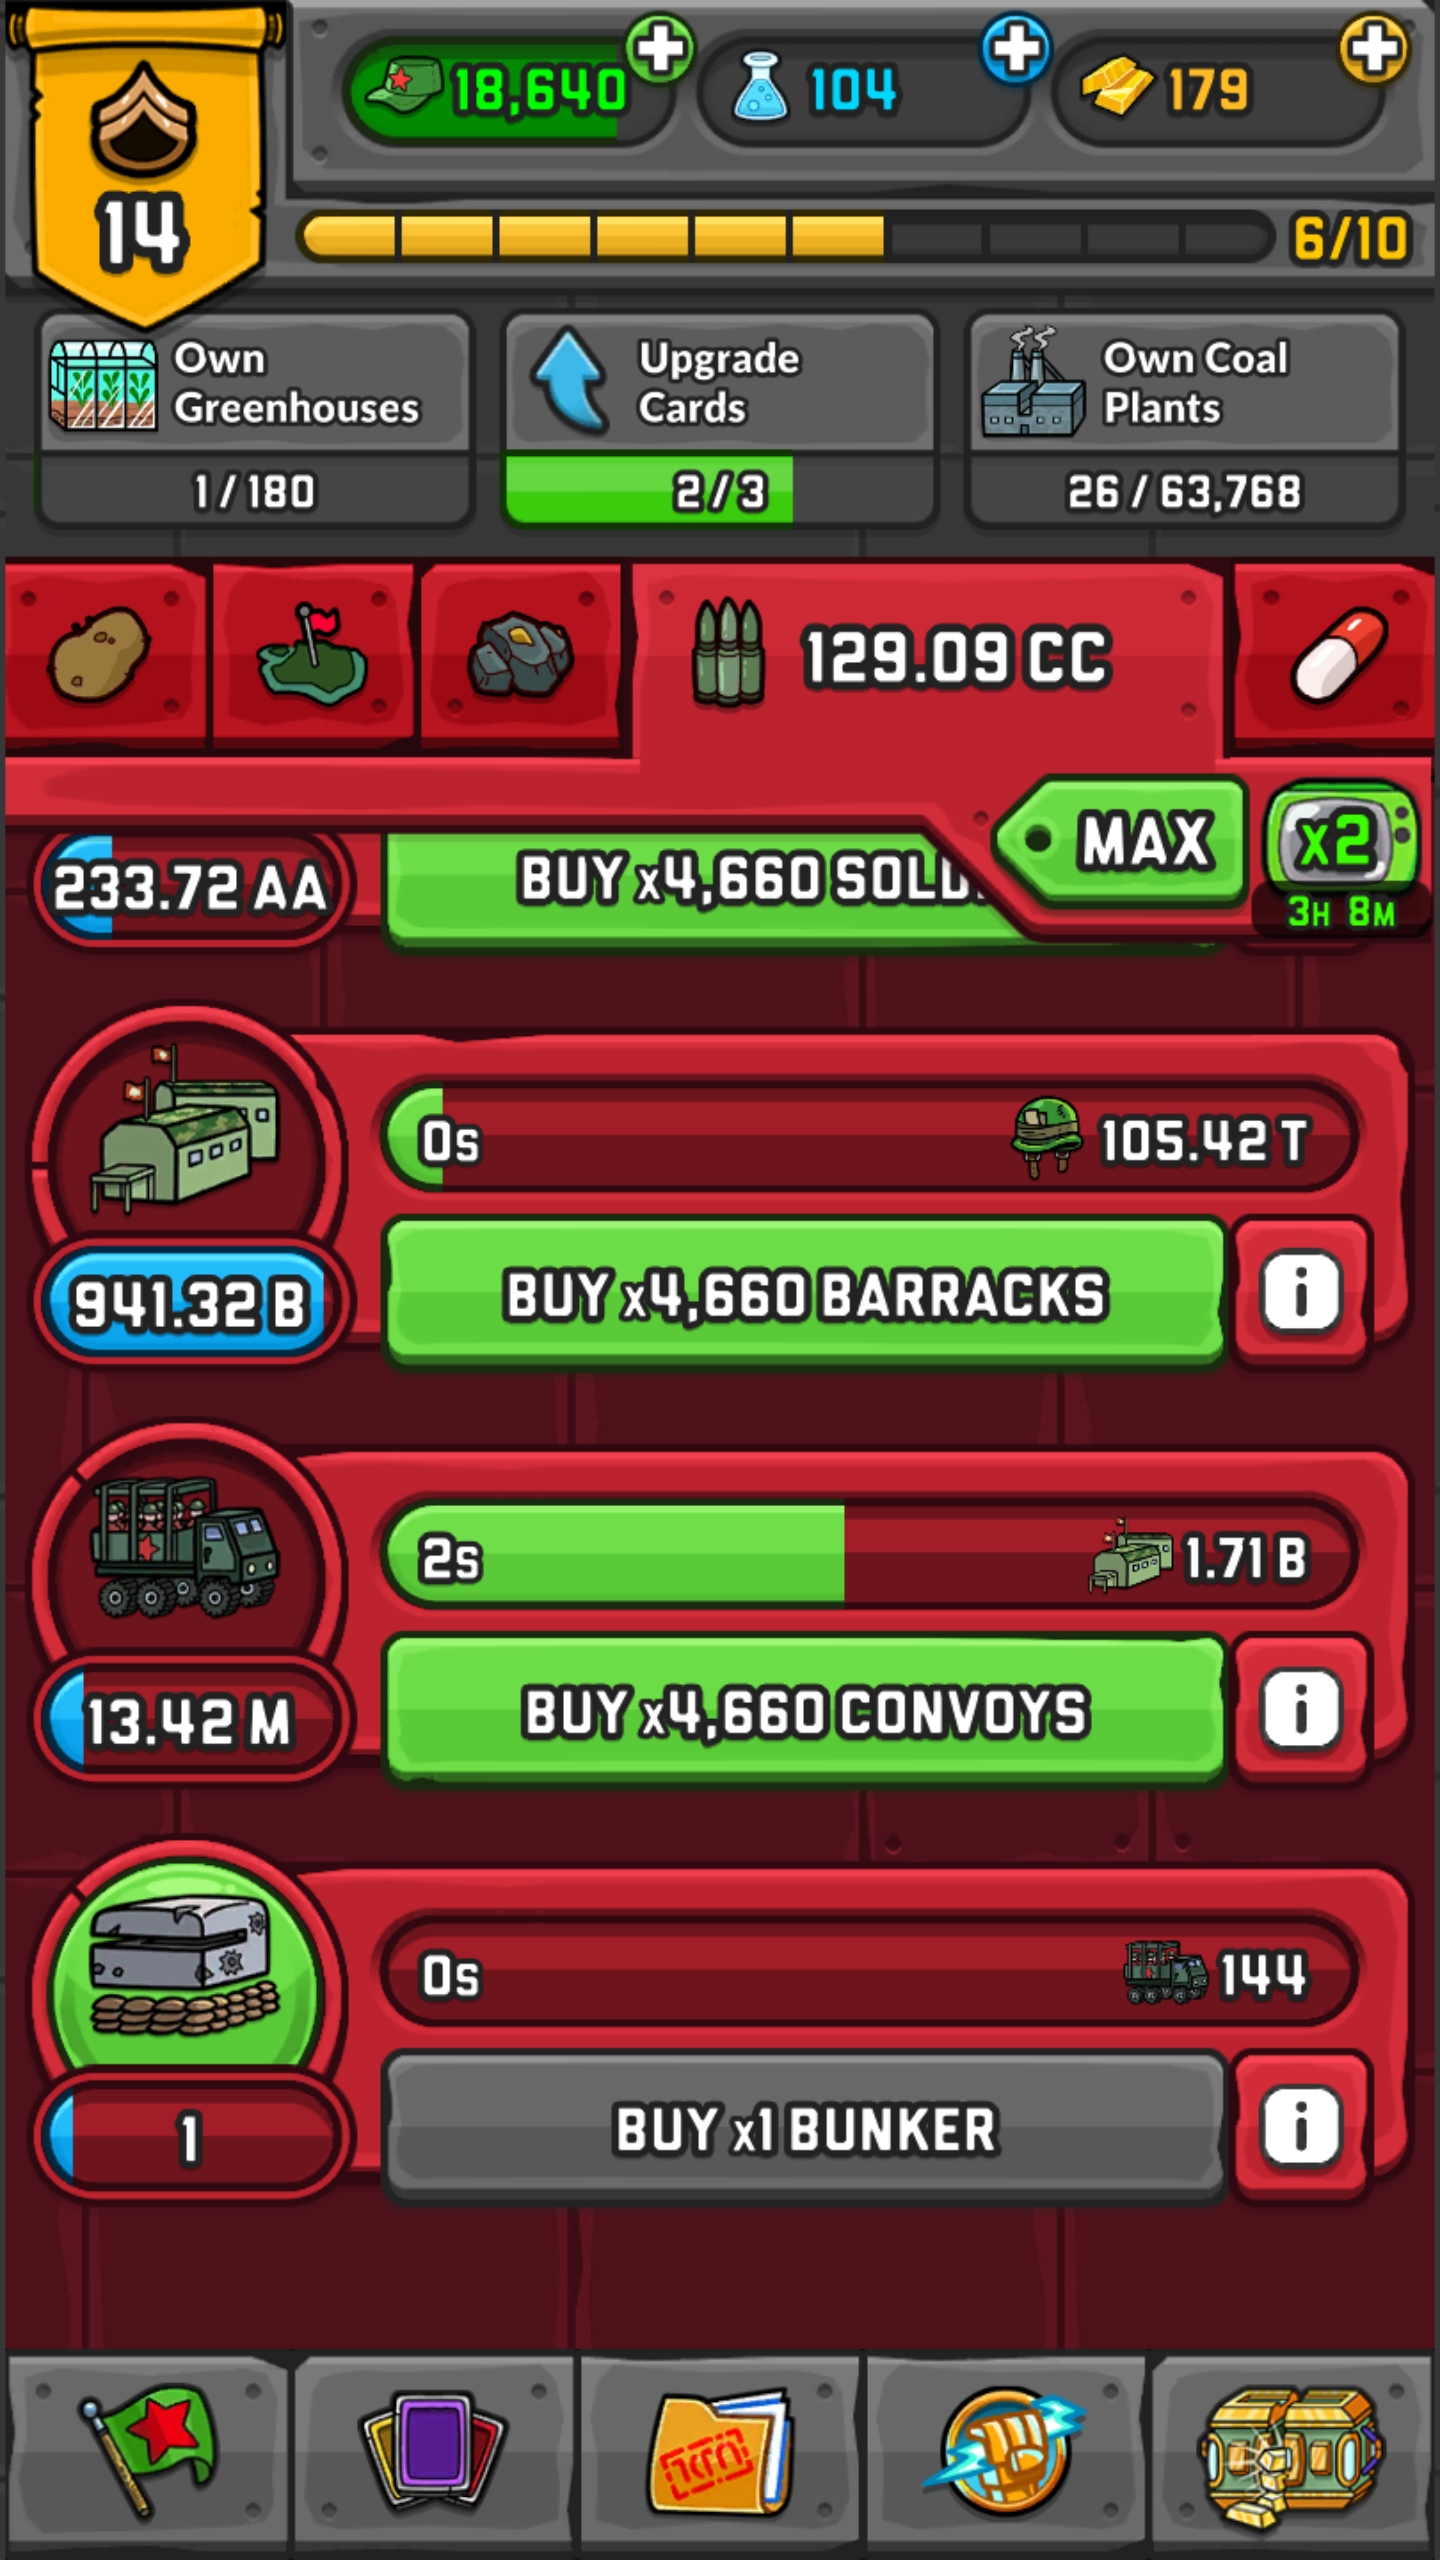 14
18,640
104
179
6/10
Own
Greenhouses
1/180
Upgrade
Cards
2/3
Own Coal
Plants
26/63,768
129.09 CC
MAX
x2
3H 8M
233.72 AA
BUY x4,660 SOLD
0s
105.42 T
941.32 B
BUY x4,660 BARRACKS
i
2s
1.71 B
13.42 M
BUY x4,660 CONVOYS
i
0s
144
1
BUY x1 BUNKER
i